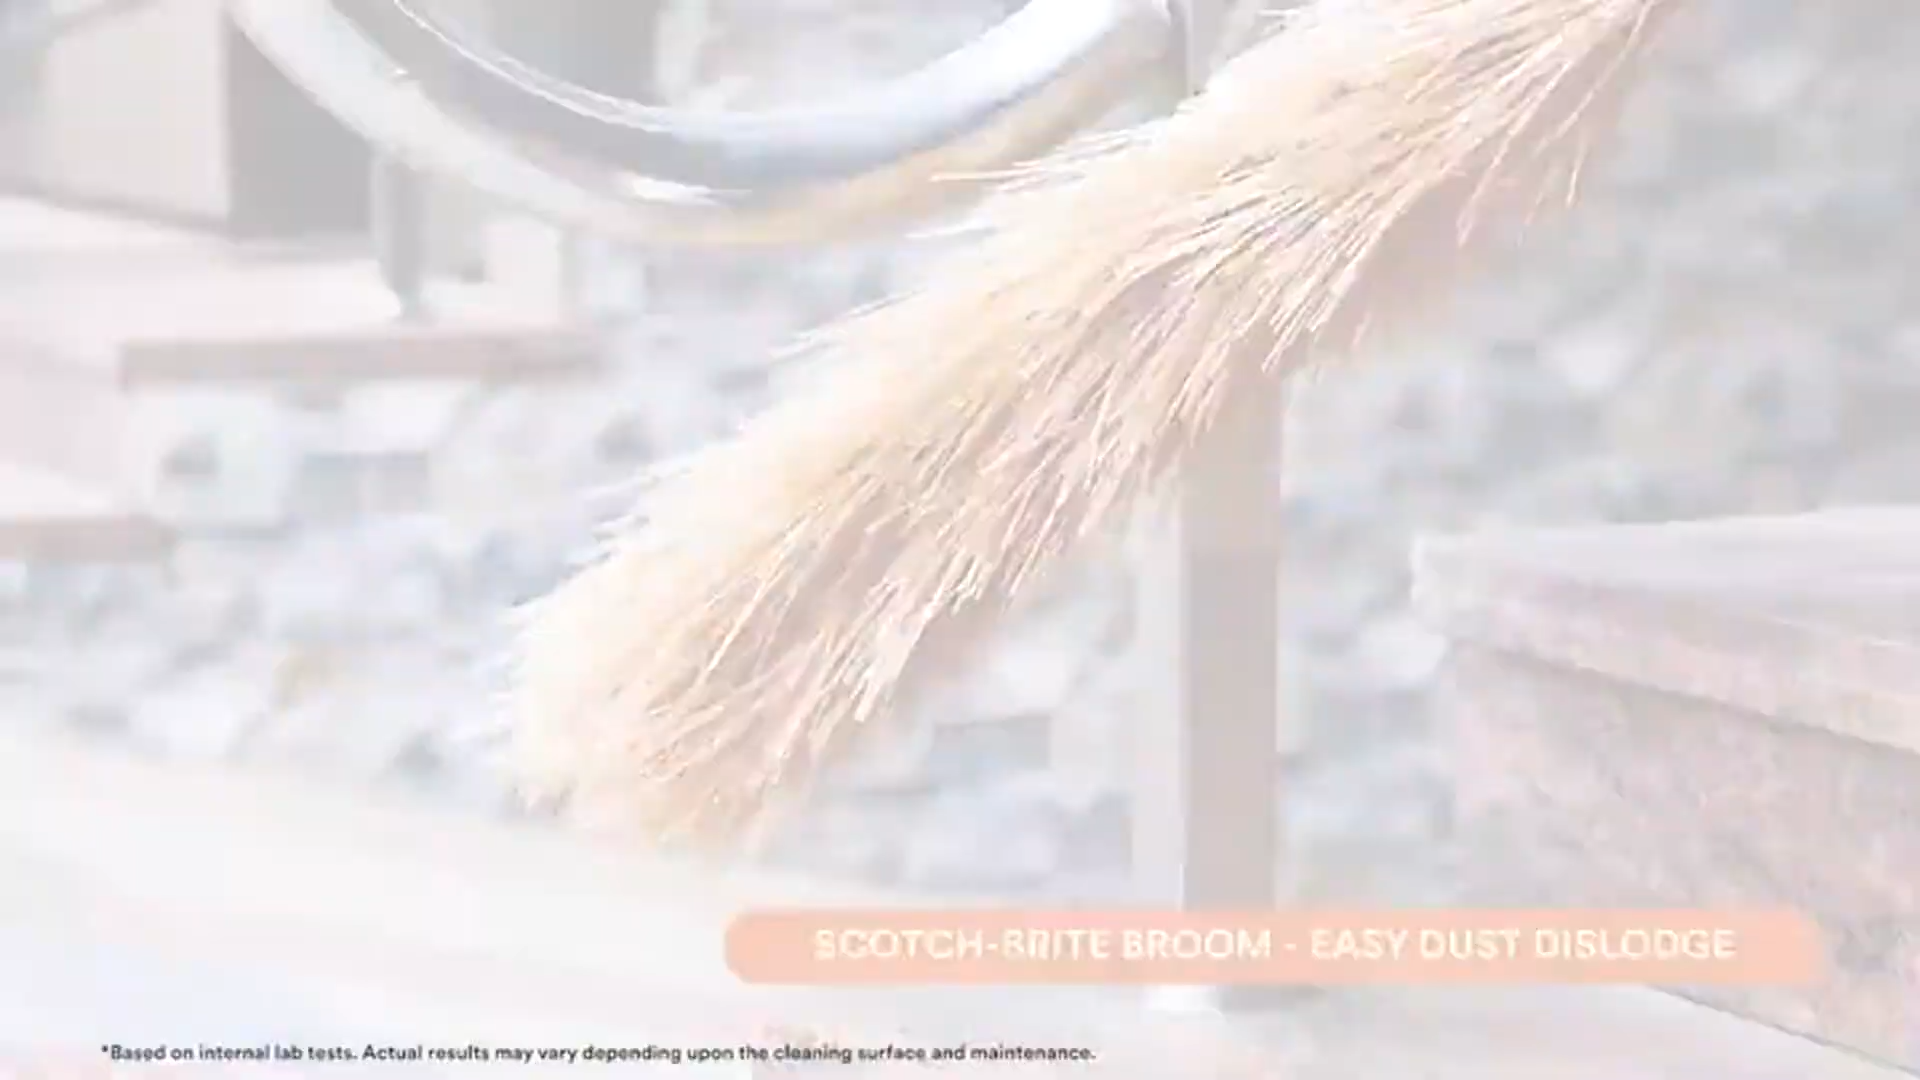 SCOTCH-BRITE BROOM - EASY DUST DISLODGE
*Based on internal lab tests. Actual results may vary depending upon the cleaning surface and maintenance.